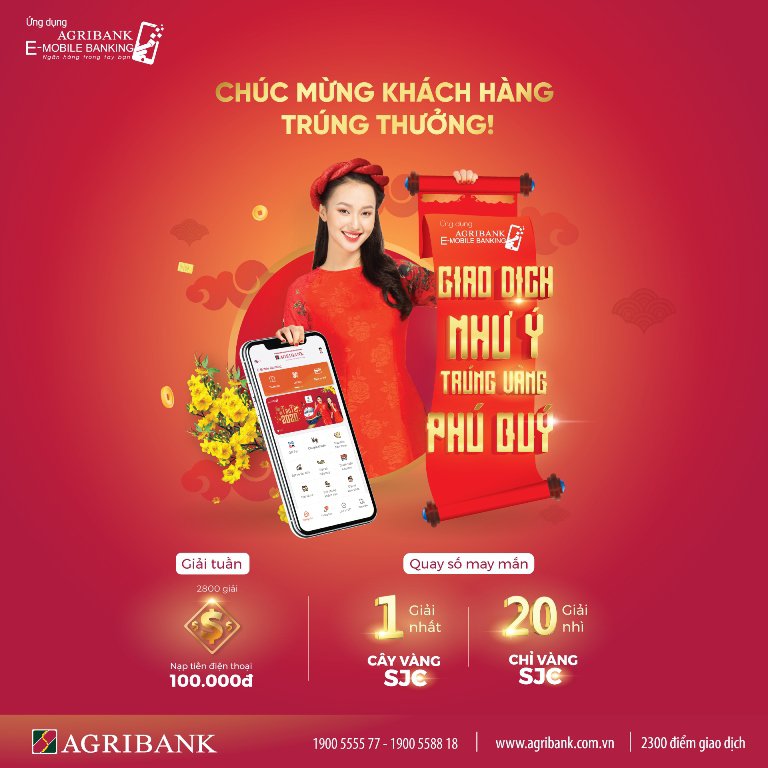 Ứng dụng
AGRIBANK
E-MOBILE BANKING
Ngân hàng trong tay bạn
CHÚC MỪNG KHÁCH HÀNG
TRÚNG THƯỞNG!
Ứng dụng
AGRIBANK
E-MOBILE BANKING
GIAO DỊCH
NHƯ Ý
TRÚNG VÀNG
PHÚ QUÝ
AGRIBANK
2020
Giải tuần
2800 giải
Nạp tiền điện thoại
100.000đ
Quay số may mắn
1 Giải
nhất
CÂY VÀNG
SJC
20 Giải
nhì
CHỈ VÀNG
SJC
AGRIBANK
1900 5555 77 - 1900 5588 18 | www.agribank.com.vn | 2300 điểm giao dịch